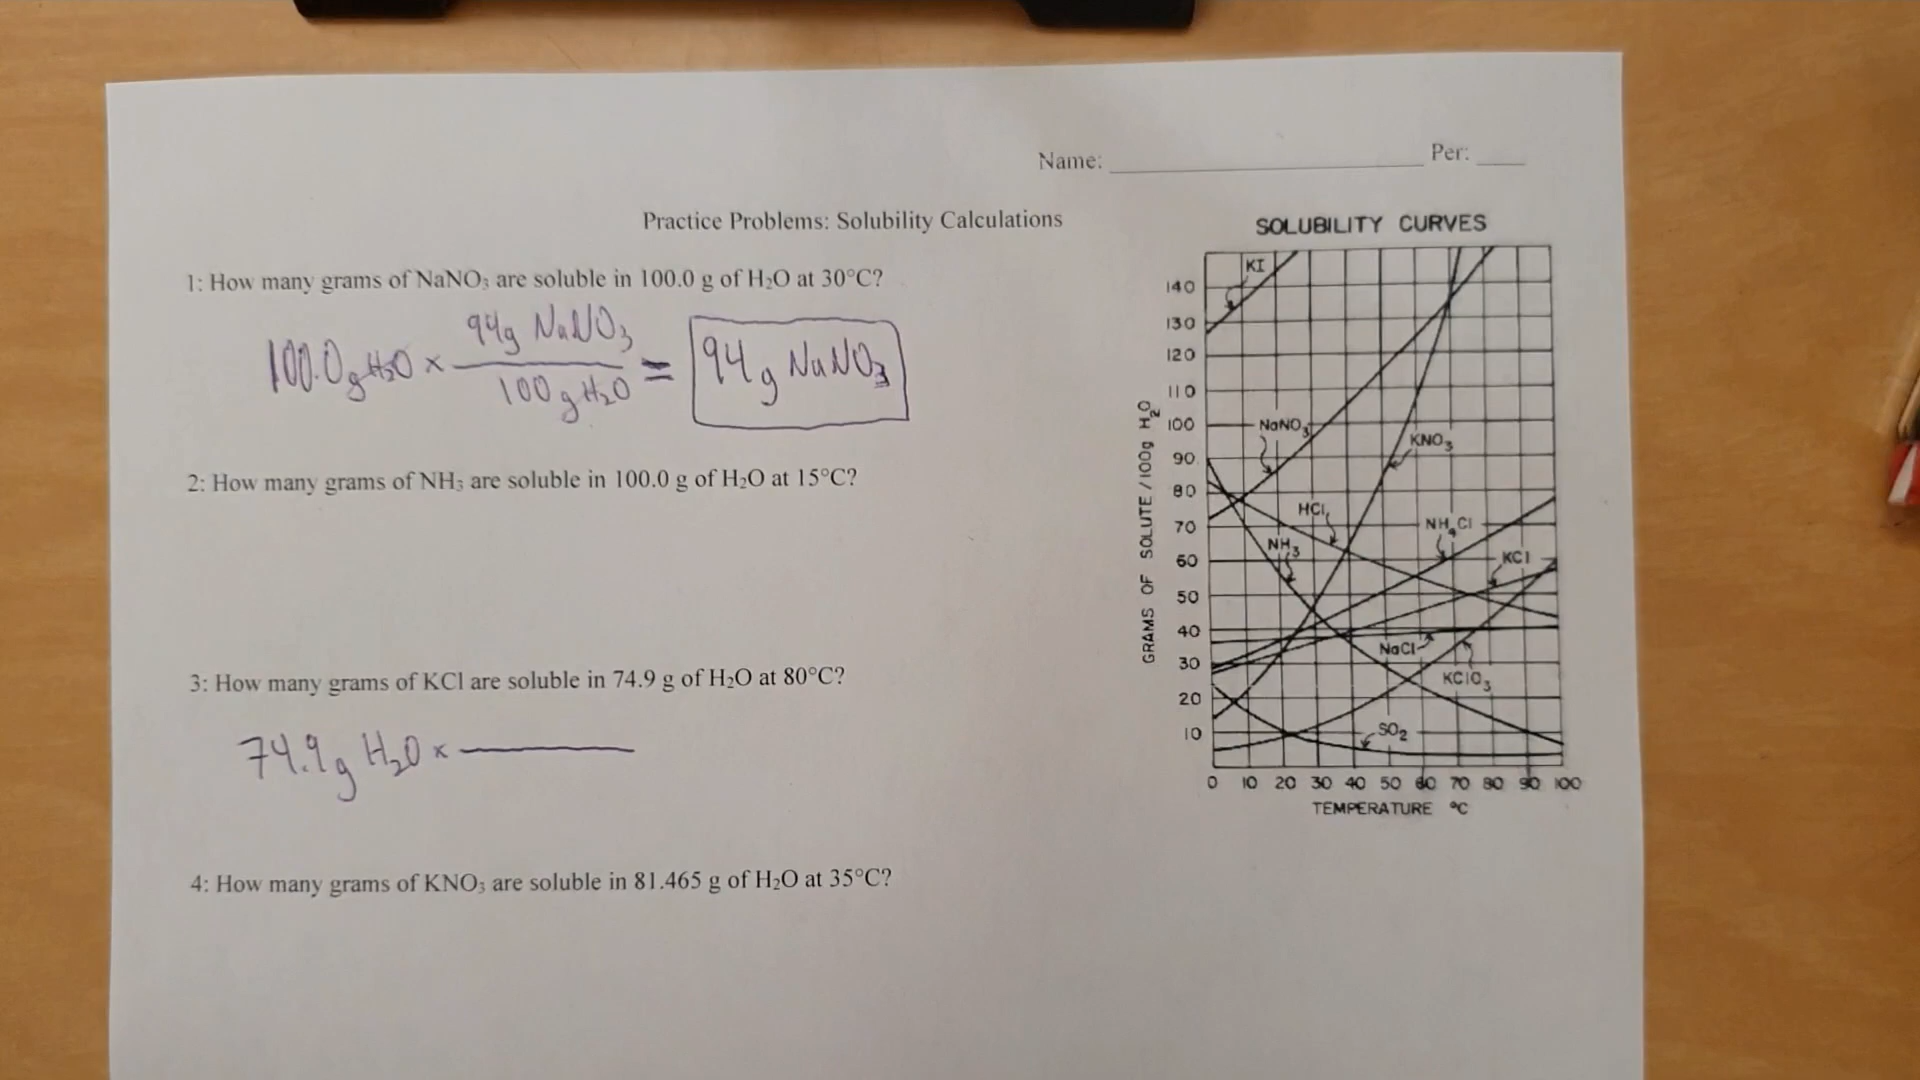 Name: ____________ Per: ____
Practice Problems: Solubility Calculations
1: How many grams of NaNO₃ are soluble in 100.0 g of H₂O at 30°C?
100.0 g H₂O × 94g NaNO₃ / 100 g H₂O = 94 g NaNO₃
2: How many grams of NH₃ are soluble in 100.0 g of H₂O at 15°C?
3: How many grams of KCl are soluble in 74.9 g of H₂O at 80°C?
74.9 g H₂O ×
4: How many grams of KNO₃ are soluble in 81.465 g of H₂O at 35°C?
SOLUBILITY CURVES
GRAMS OF SOLUTE / 100g H₂O
140
130
120
110
100
90
80
70
60
50
40
30
20
10
KI
NaNO₃
KNO₃
HCl
NH₄Cl
NH₃
KCl
NaCl
KClO₃
SO₂
0 10 20 30 40 50 60 70 80 90 100
TEMPERATURE °C